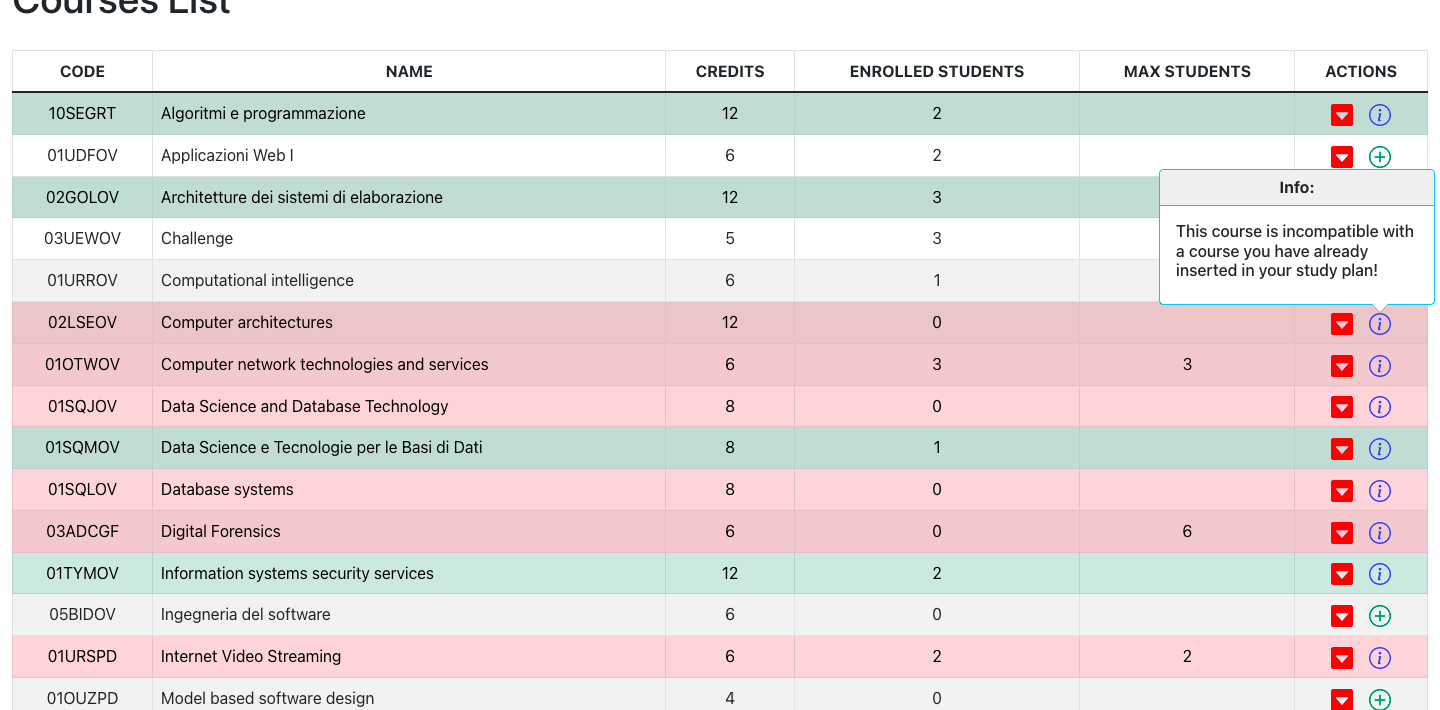 Courses List
CODE NAME CREDITS ENROLLED STUDENTS MAX STUDENTS ACTIONS
10SEGRT Algoritmi e programmazione 12 2
01UDFOV Applicazioni Web I 6 2
02GOLOV Architetture dei sistemi di elaborazione 12 3
Info:
03UEWOV Challenge 5 3
This course is incompatible with
a course you have already
inserted in your study plan!
01URROV Computational intelligence 6 1
02LSEOV Computer architectures 12 0
01OTWOV Computer network technologies and services 6 3 3
01SQJOV Data Science and Database Technology 8 0
01SQMOV Data Science e Tecnologie per le Basi di Dati 8 1
01SQLOV Database systems 8 0
03ADCGF Digital Forensics 6 0 6
01TYMOV Information systems security services 12 2
05BIDOV Ingegneria del software 6 0
01URSPD Internet Video Streaming 6 2 2
01OUZPD Model based software design 4 0